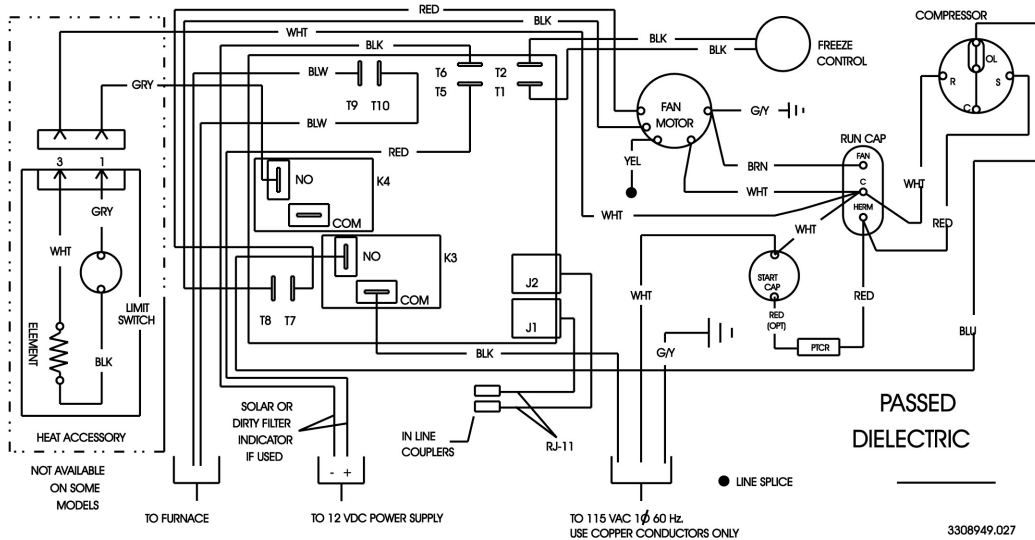 RED
BLK
WHT
BLK
COMPRESSOR
BLK
BLK
FREEZE
CONTROL
OL
R
S
C
GRY
BLW
T9
T10
T6
T5
T2
T1
BLW
RED
FAN
MOTOR
G/Y
YEL
BRN
WHT
RUN CAP
FAN
C
HERM
WHT
RED
3
1
GRY
WHT
LIMIT
SWITCH
ELEMENT
BLK
HEAT ACCESSORY
NOT AVAILABLE
ON SOME
MODELS
NO
K4
COM
NO
K3
COM
T8
T7
J2
J1
WHT
WHT
START
CAP
WHT
RED
(OPT)
PTCR
RED
BLU
G/Y
BLK
SOLAR OR
DIRTY FILTER
INDICATOR
IF USED
IN LINE
COUPLERS
RJ-11
PASSED
DIELECTRIC
- +
LINE SPLICE
TO FURNACE
TO 12 VDC POWER SUPPLY
TO 115 VAC 1Ø 60 Hz.
USE COPPER CONDUCTORS ONLY
3308949.027